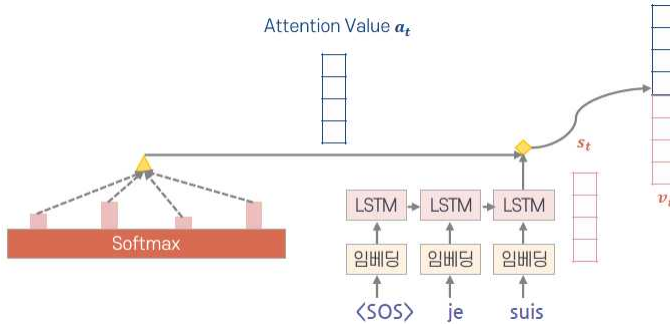 Attention Value a_t
s_t
v_t
LSTM LSTM LSTM
Softmax
임베딩 임베딩 임베딩
<SOS> je suis